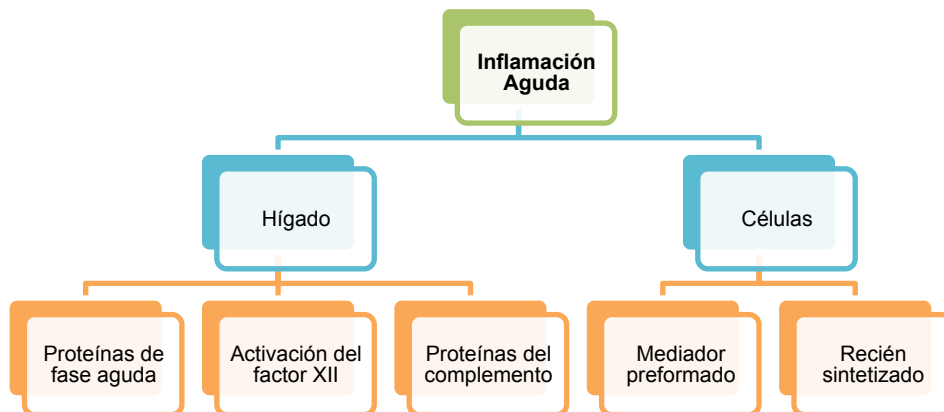 Inflamación
Aguda
Hígado
Células
Proteínas de
fase aguda
Activación del
factor XII
Proteínas del
complemento
Mediador
preformado
Recién
sintetizado